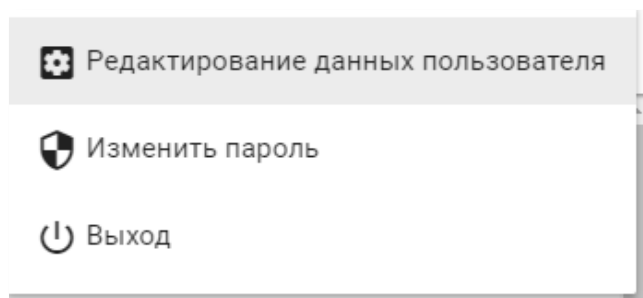 Редактирование данных пользователя
Изменить пароль
Выход